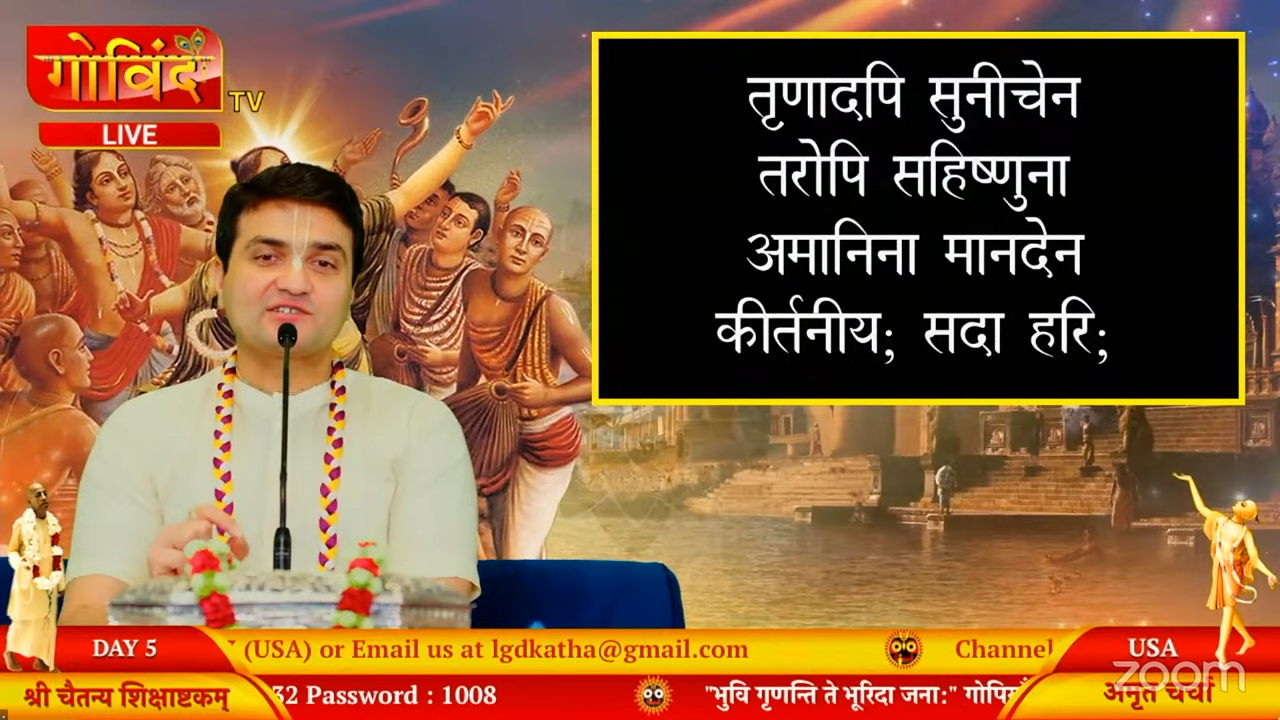 गोविंद
TV
LIVE
तृणादपि सुनीचेन
तरोपि सहिष्णुना
अमानिना मानदेन
कीर्तनीय; सदा हरि;
DAY 5
(USA) or Email us at lgdkatha@gmail.com
Channel
USA
zoom
श्री चैतन्य शिक्षाष्टकम्
32 Password : 1008
"भुवि गृणन्ति ते भूरिदा जनाः"
अमृत चर्चा